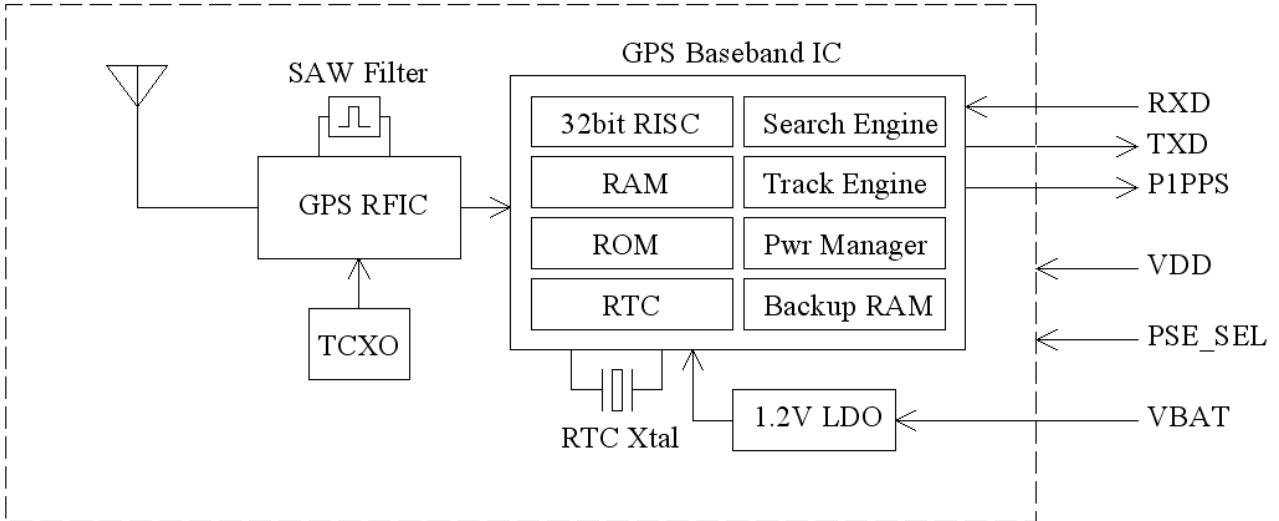 GPS Baseband IC
SAW Filter
32bit RISC
Search Engine
RXD
TXD
RAM
Track Engine
P1PPS
GPS RFIC
ROM
Pwr Manager
VDD
RTC
Backup RAM
TCXO
PSE_SEL
1.2V LDO
VBAT
RTC Xtal